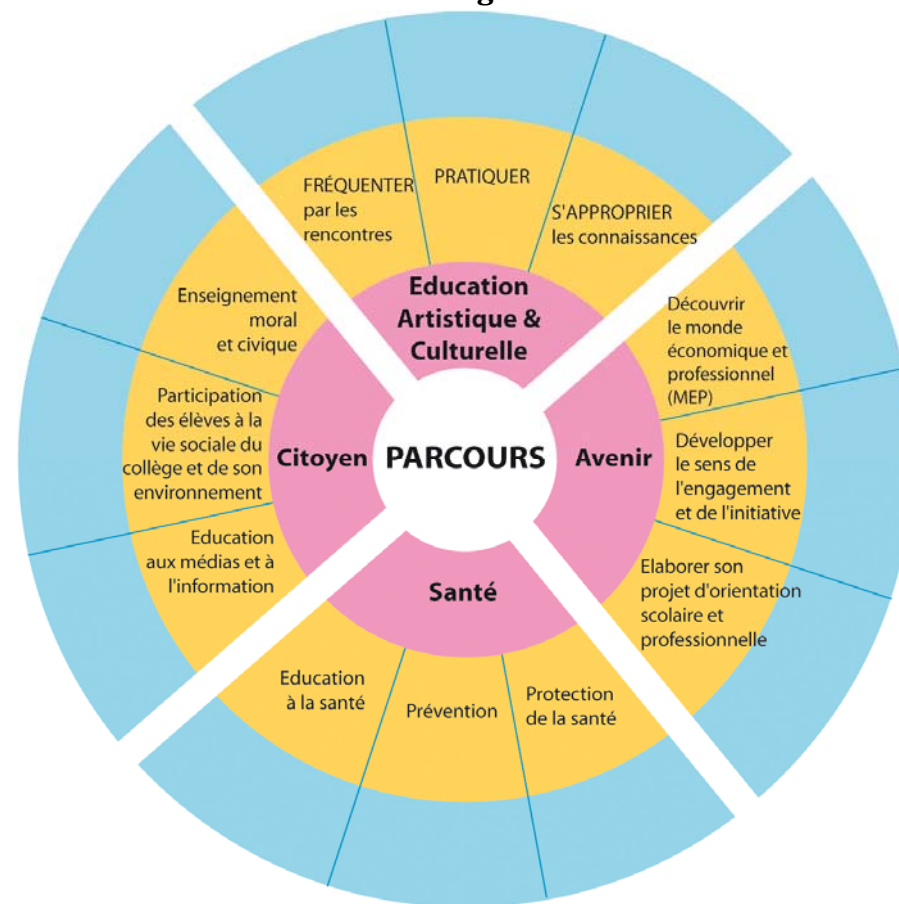 FRÉQUENTER
par les
rencontres
PRATIQUER
S'APPROPRIER
les connaissances
Education
Artistique &
Culturelle
Enseignement
moral
et civique
Participation
des élèves à la
vie sociale du
collège et de son
environnement
Education
aux médias et à
l'information
Citoyen
PARCOURS
Avenir
Découvrir
le monde
économique et
professionnel
(MEP)
Développer
le sens de
l'engagement
et de l'initiative
Elaborer son
projet d'orientation
scolaire et
professionnelle
Santé
Education
à la santé
Prévention
Protection
de la santé